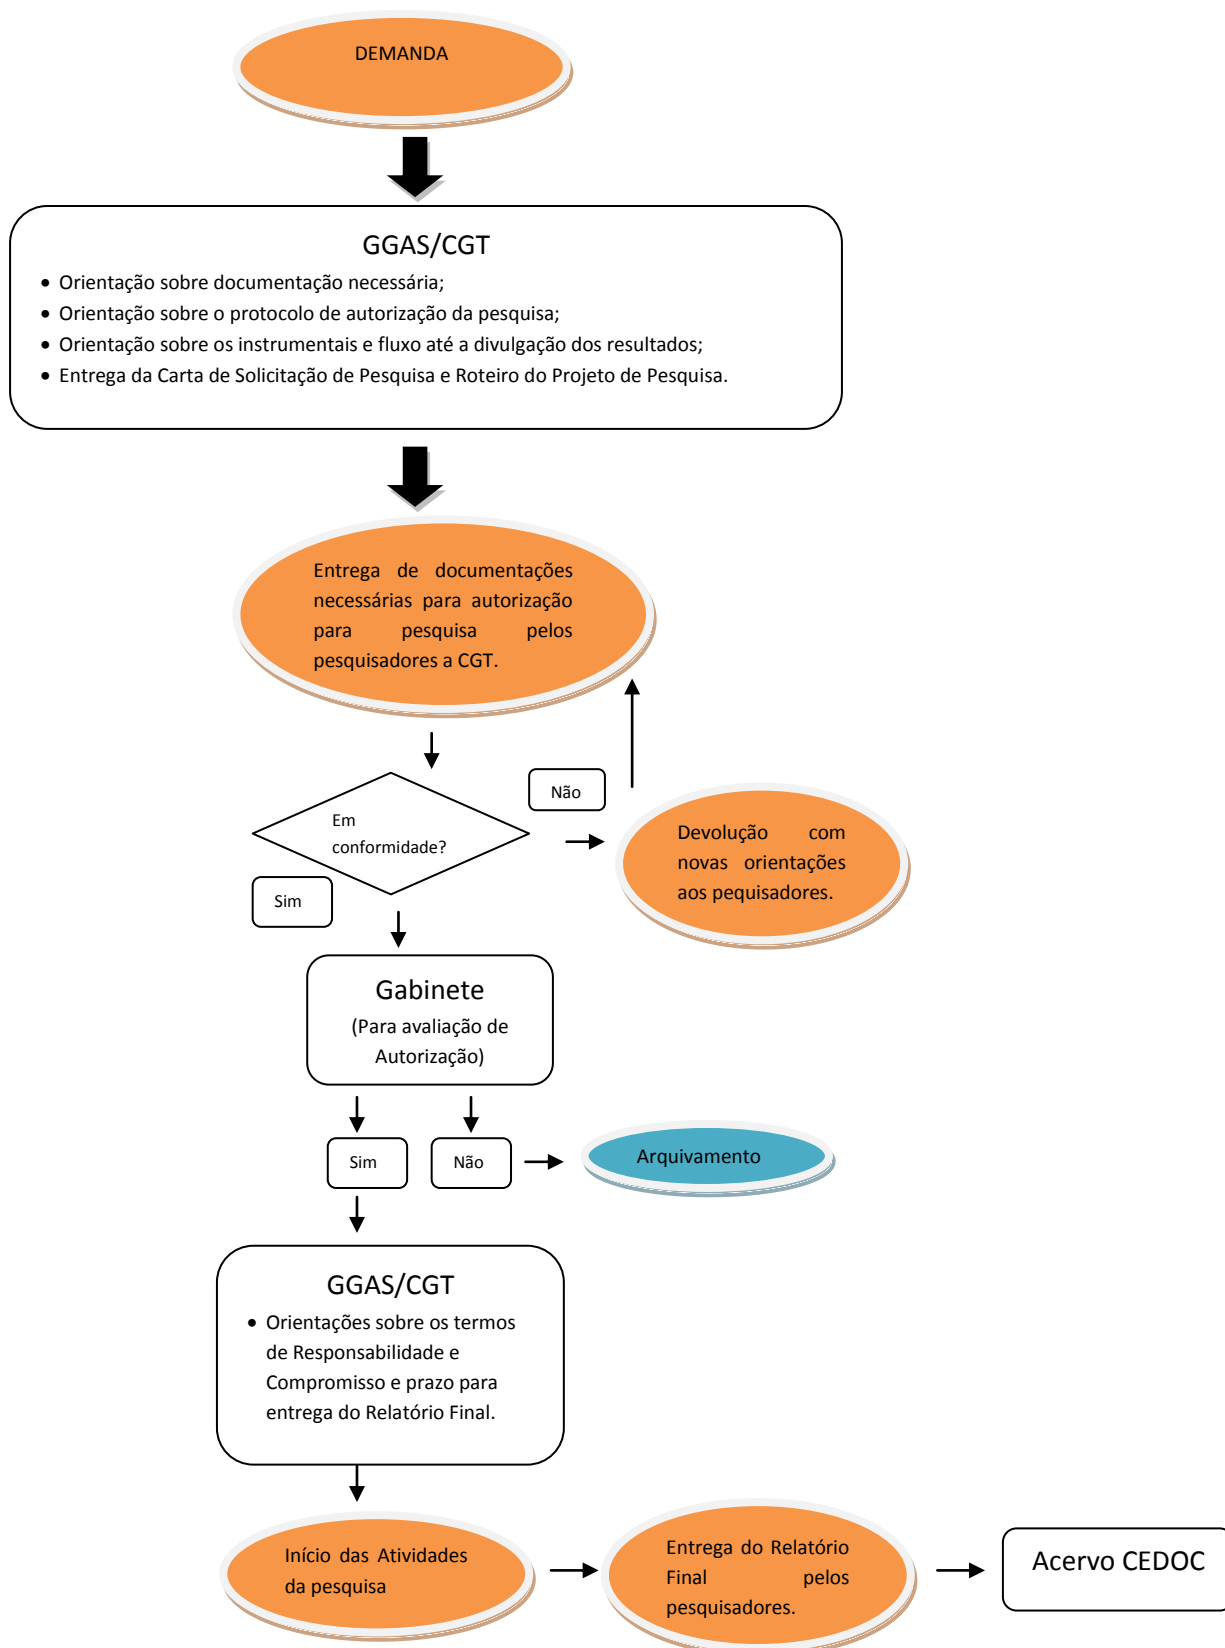 DEMANDA
GGAS/CGT
• Orientação sobre documentação necessária;
• Orientação sobre o protocolo de autorização da pesquisa;
• Orientação sobre os instrumentais e fluxo até a divulgação dos resultados;
• Entrega da Carta de Solicitação de Pesquisa e Roteiro do Projeto de Pesquisa.
Entrega de documentações
necessárias para autorização
para pesquisa pelos
pesquisadores a CGT.
Não
Em
conformidade?
Devolução com
novas orientações
aos pequisadores.
Sim
Gabinete
(Para avaliação de
Autorização)
Sim
Não
Arquivamento
GGAS/CGT
• Orientações sobre os termos
de Responsabilidade e
Compromisso e prazo para
entrega do Relatório Final.
Início das Atividades
da pesquisa
Entrega do Relatório
Final pelos
pesquisadores.
Acervo CEDOC